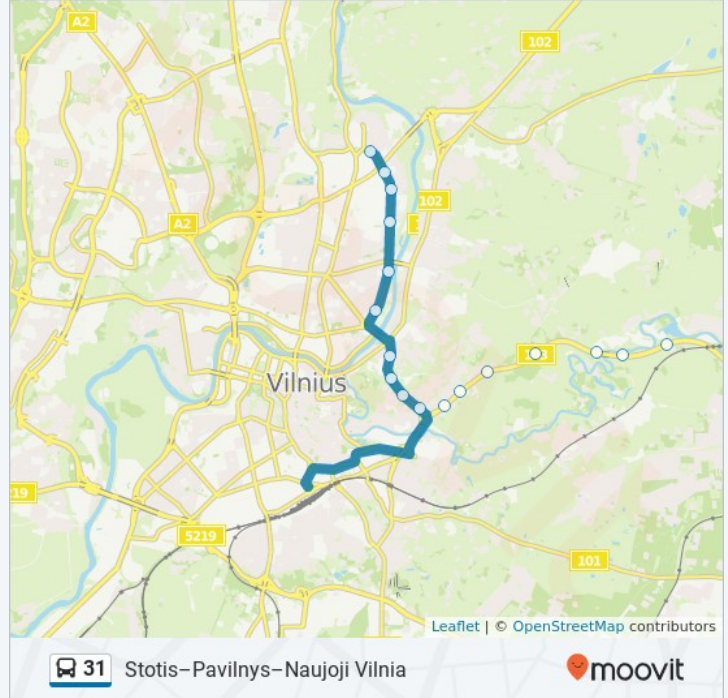 A2
102
102
A2
Vilnius
219
5219
101
Leaflet | © OpenStreetMap contributors
31 Stotis–Pavilnys–Naujoji Vilnia
moovit